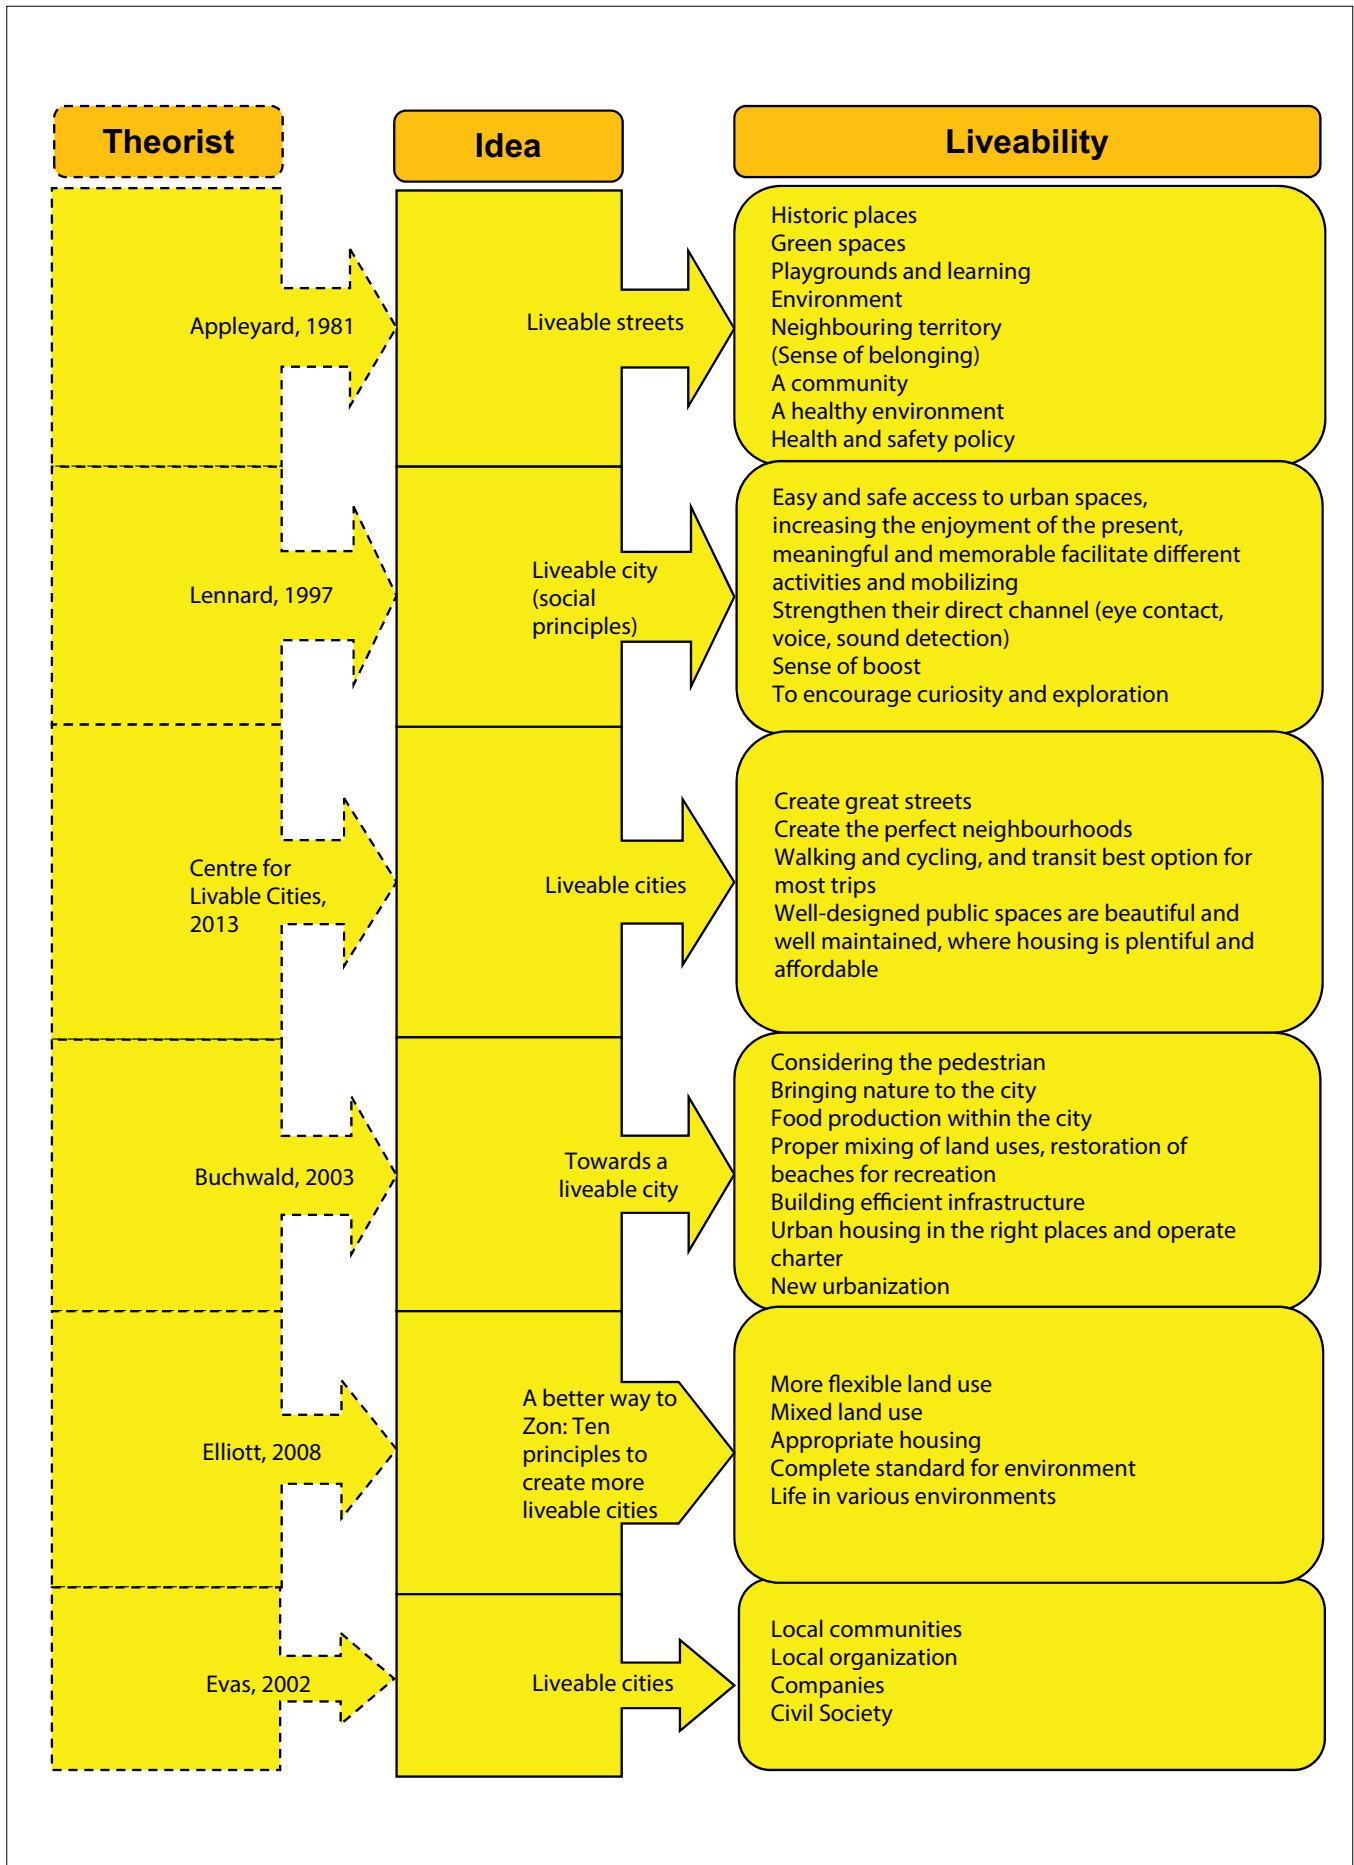 Theorist
Idea
Liveability
Appleyard, 1981
Liveable streets
Historic places
Green spaces
Playgrounds and learning
Environment
Neighbouring territory
(Sense of belonging)
A community
A healthy environment
Health and safety policy
Lennard, 1997
Liveable city
(social
principles)
Easy and safe access to urban spaces,
increasing the enjoyment of the present,
meaningful and memorable facilitate different
activities and mobilizing
Strengthen their direct channel (eye contact,
voice, sound detection)
Sense of boost
To encourage curiosity and exploration
Centre for
Livable Cities,
2013
Liveable cities
Create great streets
Create the perfect neighbourhoods
Walking and cycling, and transit best option for
most trips
Well-designed public spaces are beautiful and
well maintained, where housing is plentiful and
affordable
Buchwald, 2003
Towards a
liveable city
Considering the pedestrian
Bringing nature to the city
Food production within the city
Proper mixing of land uses, restoration of
beaches for recreation
Building efficient infrastructure
Urban housing in the right places and operate
charter
New urbanization
Elliott, 2008
A better way to
Zon: Ten
principles to
create more
liveable cities
More flexible land use
Mixed land use
Appropriate housing
Complete standard for environment
Life in various environments
Evas, 2002
Liveable cities
Local communities
Local organization
Companies
Civil Society